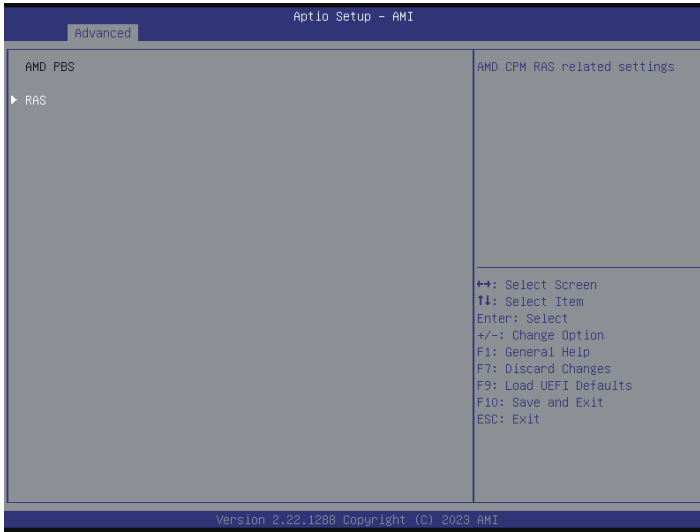 Aptio Setup – AMI
Advanced
AMD PBS
RAS
AMD CPM RAS related settings
↔: Select Screen
↑↓: Select Item
Enter: Select
+/-: Change Option
F1: General Help
F7: Discard Changes
F9: Load UEFI Defaults
F10: Save and Exit
ESC: Exit
Version 2.22.1288 Copyright (C) 2023 AMI